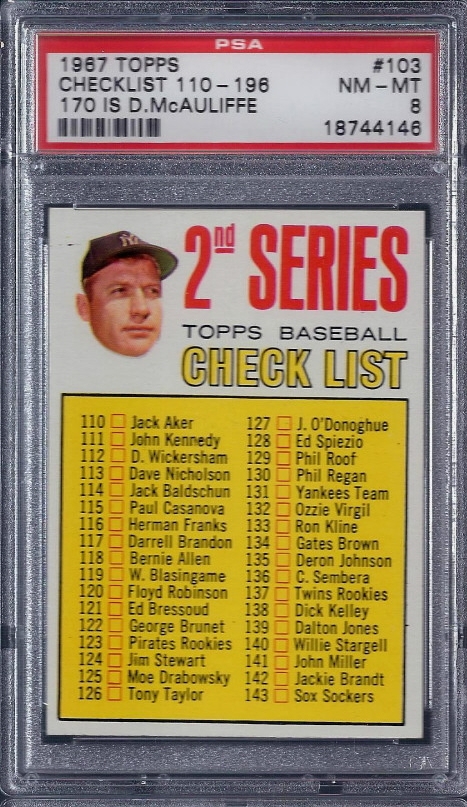 PSA
1967 TOPPS #103
CHECKLIST 110-196 NM-MT
170 IS D.McAULIFFE 8
18744146
NY
2nd SERIES
TOPPS BASEBALL
CHECK LIST
110 Jack Aker
111 John Kennedy
112 D. Wickersham
113 Dave Nicholson
114 Jack Baldschun
115 Paul Casanova
116 Herman Franks
117 Darrell Brandon
118 Bernie Allen
119 W. Blasingame
120 Floyd Robinson
121 Ed Bressoud
122 George Brunet
123 Pirates Rookies
124 Jim Stewart
125 Moe Drabowsky
126 Tony Taylor
127 J. O'Donoghue
128 Ed Spiezio
129 Phil Roof
130 Phil Regan
131 Yankees Team
132 Ozzie Virgil
133 Ron Kline
134 Gates Brown
135 Deron Johnson
136 C. Sembera
137 Twins Rookies
138 Dick Kelley
139 Dalton Jones
140 Willie Stargell
141 John Miller
142 Jackie Brandt
143 Sox Sockers